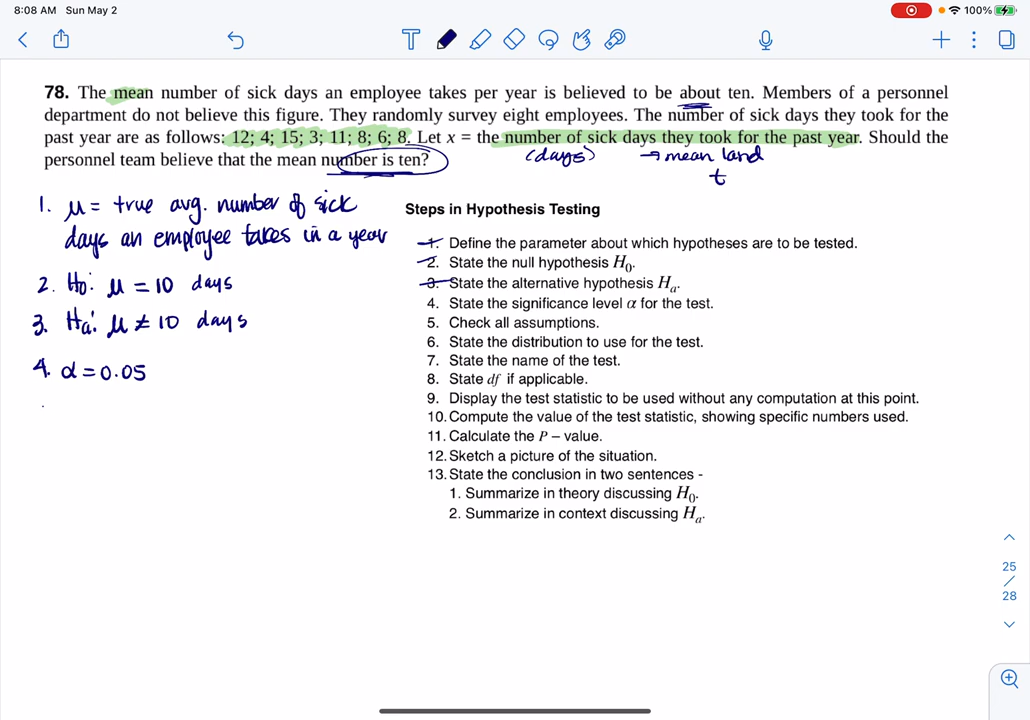 8:08 AM Sun May 2
100%
78. The mean number of sick days an employee takes per year is believed to be about ten. Members of a personnel
department do not believe this figure. They randomly survey eight employees. The number of sick days they took for the
past year are as follows: 12; 4; 15; 3; 11; 8; 6; 8. Let x = the number of sick days they took for the past year. Should the
personnel team believe that the mean number is ten?
(days) → mean land
t
1. μ = true avg. number of sick
days an employee takes in a year
2. H₀: μ = 10 days
3. Hₐ: μ ≠ 10 days
4. α = 0.05
Steps in Hypothesis Testing
1. Define the parameter about which hypotheses are to be tested.
2. State the null hypothesis H₀.
3. State the alternative hypothesis Hₐ.
4. State the significance level α for the test.
5. Check all assumptions.
6. State the distribution to use for the test.
7. State the name of the test.
8. State df if applicable.
9. Display the test statistic to be used without any computation at this point.
10. Compute the value of the test statistic, showing specific numbers used.
11. Calculate the P – value.
12. Sketch a picture of the situation.
13. State the conclusion in two sentences -
1. Summarize in theory discussing H₀.
2. Summarize in context discussing Hₐ.
25
/
28